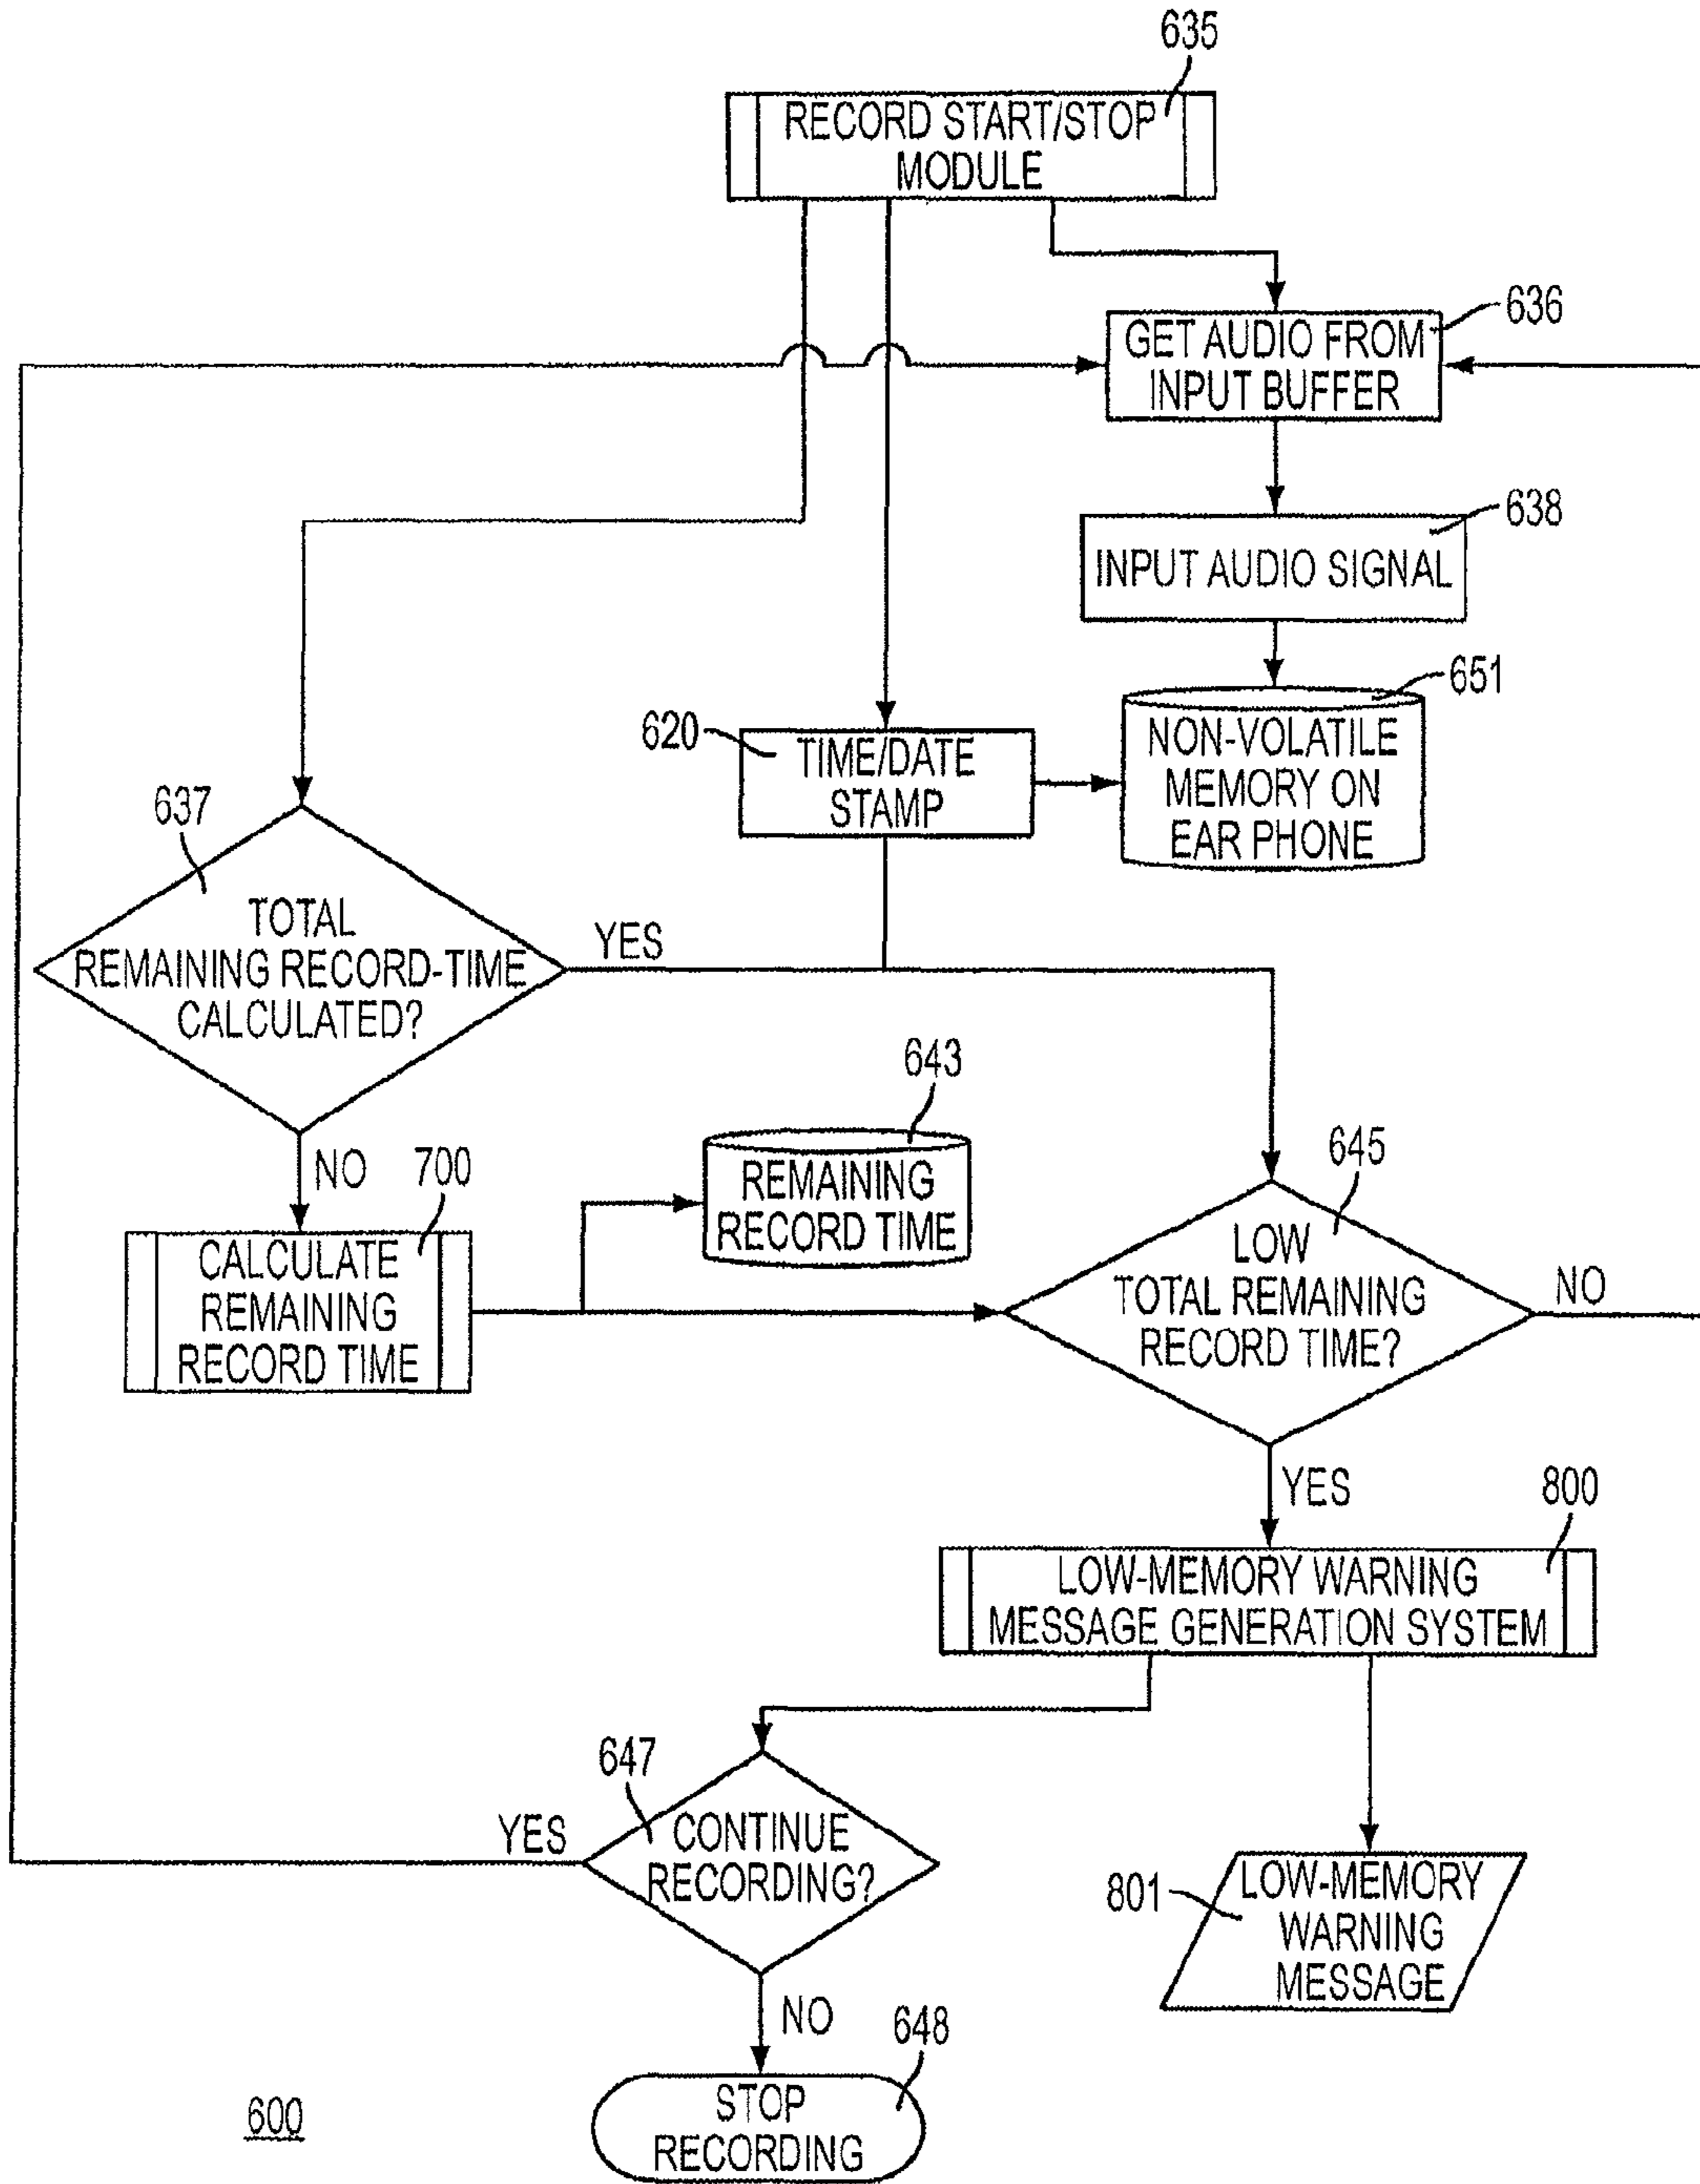 635
RECORD START/STOP
MODULE
636
GET AUDIO FROM
INPUT BUFFER
638
INPUT AUDIO SIGNAL
651
NON-VOLATILE
MEMORY ON
EAR PHONE
620
TIME/DATE
STAMP
637
TOTAL
REMAINING RECORD-TIME
CALCULATED?
YES
NO
700
CALCULATE
REMAINING
RECORD TIME
643
REMAINING
RECORD TIME
645
LOW
TOTAL REMAINING
RECORD TIME?
NO
YES
800
LOW-MEMORY WARNING
MESSAGE GENERATION SYSTEM
647
CONTINUE
RECORDING?
YES
NO
801
LOW-MEMORY
WARNING
MESSAGE
648
STOP
RECORDING
600